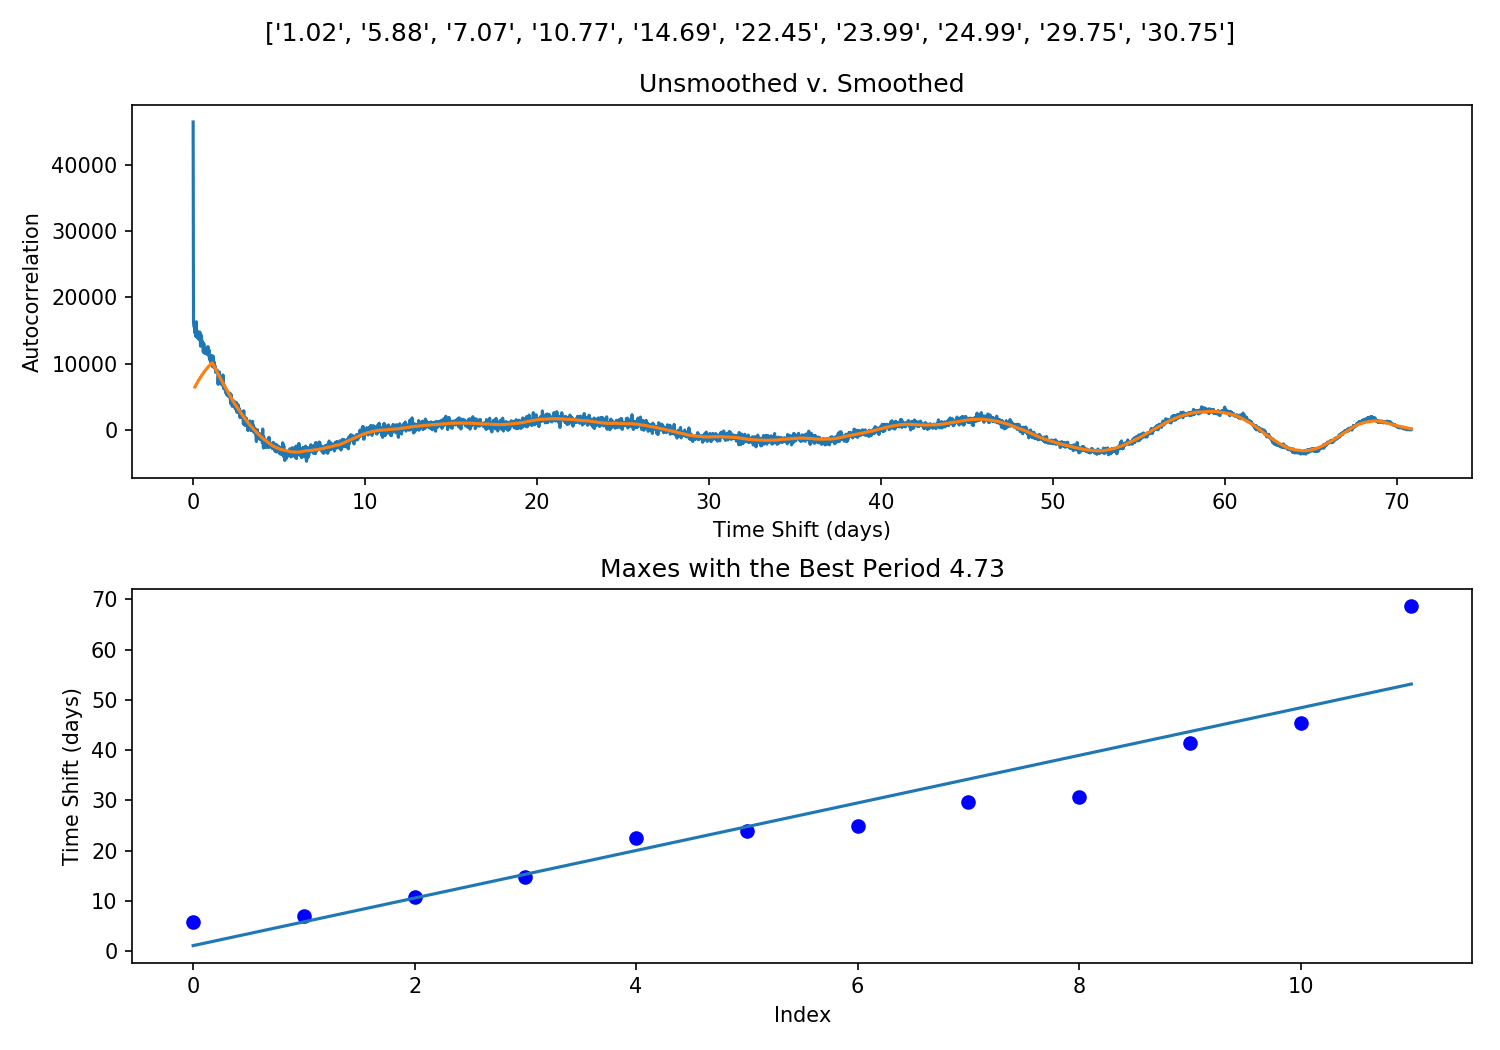 ['1.02', '5.88', '7.07', '10.77', '14.69', '22.45', '23.99', '24.99', '29.75', '30.75']
Unsmoothed v. Smoothed
Autocorrelation
40000
30000
20000
10000
0
0 10 20 30 40 50 60 70
Time Shift (days)
Maxes with the Best Period 4.73
Time Shift (days)
70
60
50
40
30
20
10
0
0 2 4 6 8 10
Index